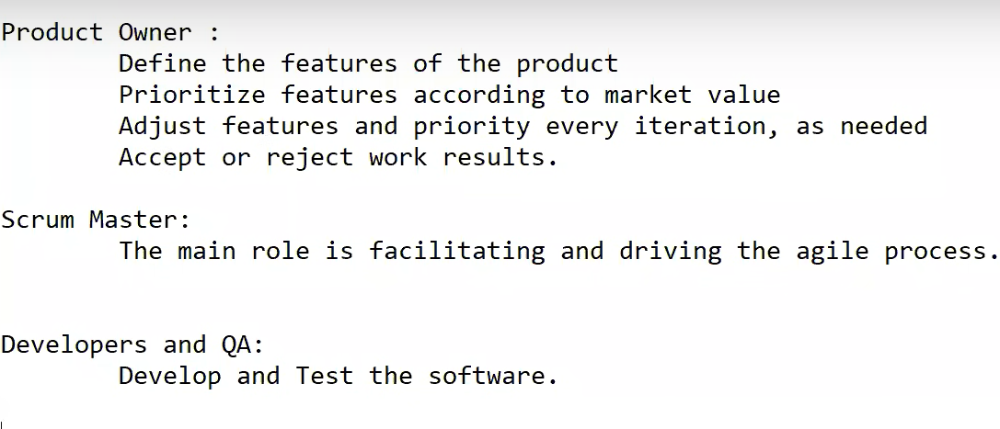 Product Owner :
Define the features of the product
Prioritize features according to market value
Adjust features and priority every iteration, as needed
Accept or reject work results.
Scrum Master:
The main role is facilitating and driving the agile process.
Developers and QA:
Develop and Test the software.